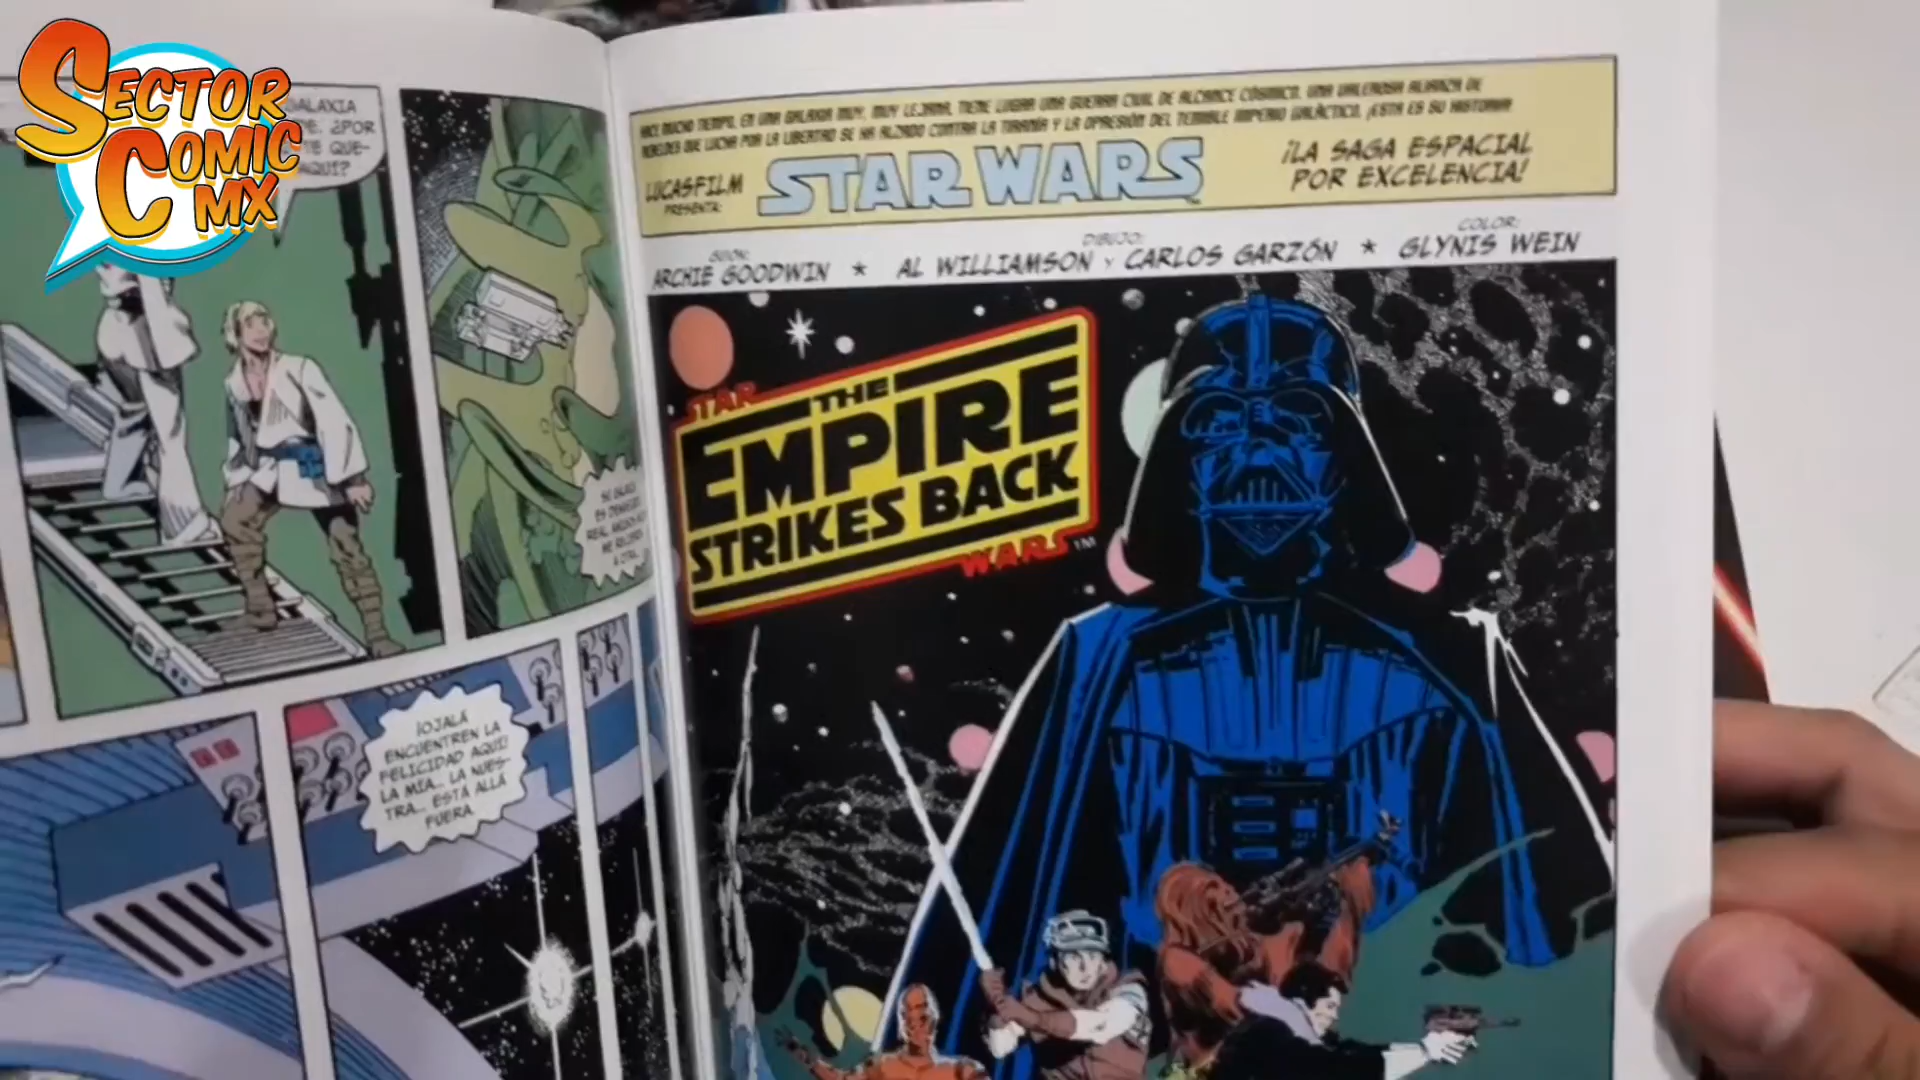 SECTOR
COMIC
MX
GALAXIA
¿POR
TE QUE-
AQUÍ?
¡OJALÁ
ENCUENTREN LA
FELICIDAD AQUÍ!
LA MÍA... LA NUES-
TRA... ESTÁ ALLÁ
FUERA.
HACE MUCHO TIEMPO, EN UNA GALAXIA MUY, MUY LEJANA, TIENE LUGAR UNA GUERRA CIVIL DE ALCANCE CÓSMICO. UNA VALEROSA ALIANZA DE
REBELDES QUE LUCHA POR LA LIBERTAD SE HA ALZADO CONTRA LA TIRANÍA Y LA OPRESIÓN DEL TEMIBLE IMPERIO GALÁCTICO. ¡ESTA ES SU HISTORIA!
LUCASFILM
PRESENTA:
STAR WARS
¡LA SAGA ESPACIAL
POR EXCELENCIA!
GUION:
ARCHIE GOODWIN *
DIBUJO:
AL WILLIAMSON Y CARLOS GARZÓN *
COLOR:
GLYNIS WEIN
STAR
THE
EMPIRE
STRIKES BACK
WARS™